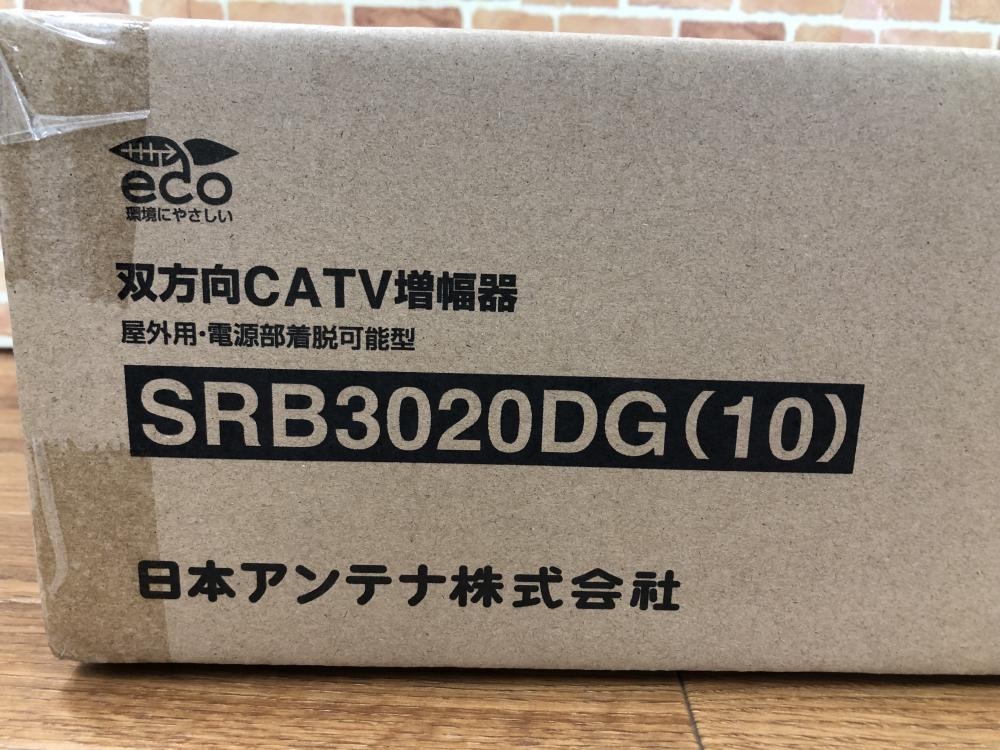 eco
環境にやさしい
双方向CATV増幅器
屋外用・電源部着脱可能型
SRB3020DG(10)
日本アンテナ株式会社